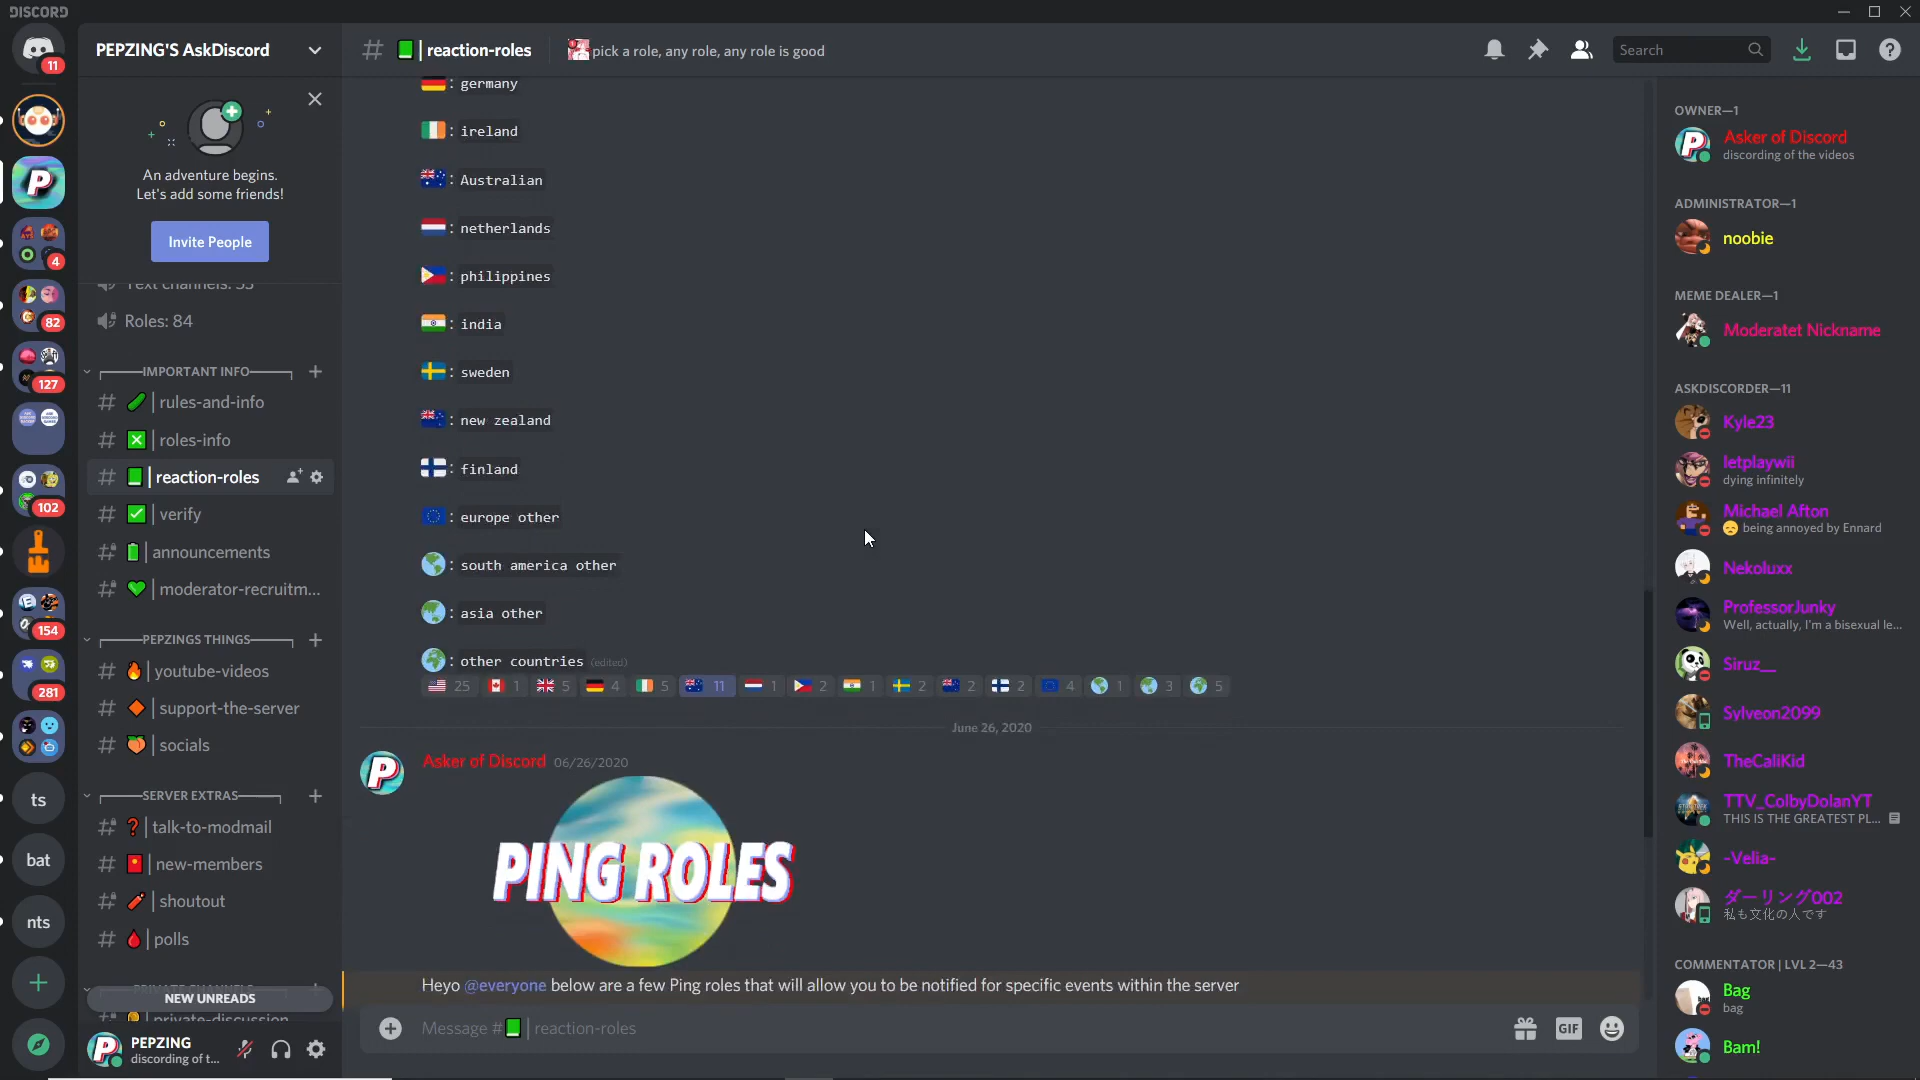 DISCORD
11
PEPZING'S AskDiscord
An adventure begins.
Let's add some friends!
Invite People
Text channels: 33
Roles: 84
IMPORTANT INFO
rules-and-info
roles-info
reaction-roles
verify
announcements
moderator-recruitm...
PEPZINGS THINGS
youtube-videos
support-the-server
socials
SERVER EXTRAS
talk-to-modmail
new-members
shoutout
polls
PRIVATE CHANNELS
NEW UNREADS
private-discussion
PEPZING
discording of t...
4
82
127
102
154
281
ts
bat
nts
# | reaction-roles
pick a role, any role, any role is good
Search
: germany
: ireland
: Australian
: netherlands
: philippines
: india
: sweden
: new zealand
: finland
: europe other
: south america other
: asia other
: other countries (edited)
25 1 5 4 5 11 1 2 1 2 2 2 4 1 3 5
June 26, 2020
Asker of Discord 06/26/2020
PING ROLES
Heyo @everyone below are a few Ping roles that will allow you to be notified for specific events within the server
Message # | reaction-roles
GIF
OWNER—1
Asker of Discord
discording of the videos
ADMINISTRATOR—1
noobie
MEME DEALER—1
Moderatet Nickname
ASKDISCORDER—11
Kyle23
letplaywii
dying infinitely
Michael Afton
being annoyed by Ennard
Nekoluxx
ProfessorJunky
Well, actually, I'm a bisexual le...
Siruz__
Sylveon2099
TheCaliKid
TTV_ColbyDolanYT
THIS IS THE GREATEST PL...
-Velia-
ダーリング002
私も文化の人です
COMMENTATOR | LVL 2—43
Bag
bag
Bam!